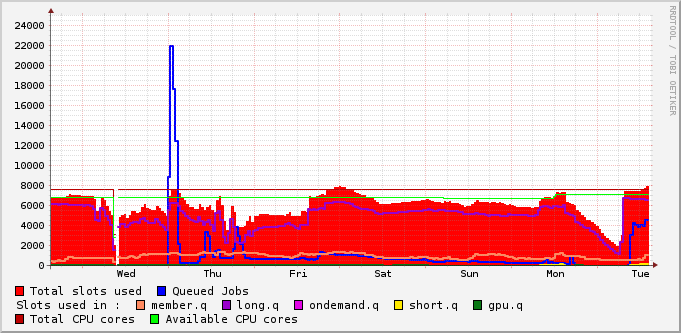 24000
22000
20000
18000
16000
14000
12000
10000
8000
6000
4000
2000
0
Wed Thu Fri Sat Sun Mon Tue
Total slots used Queued Jobs
Slots used in : member.q long.q ondemand.q short.q gpu.q
Total CPU cores Available CPU cores
RRDTOOL / TOBI OETIKER